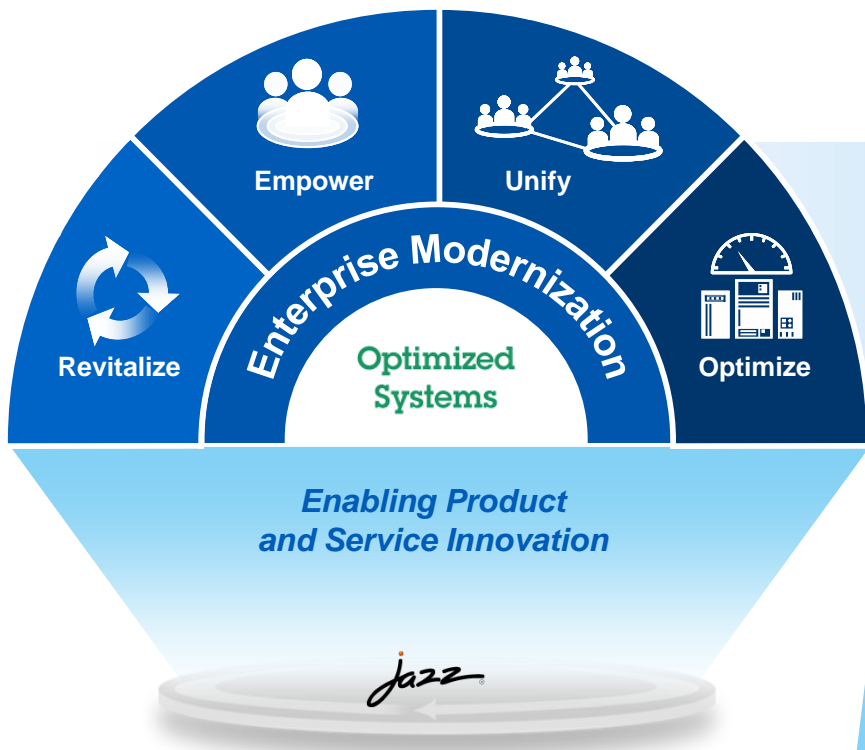 Empower
Unify
Revitalize
Optimize
Enterprise Modernization
Optimized
Systems
Enabling Product
and Service Innovation
jazz